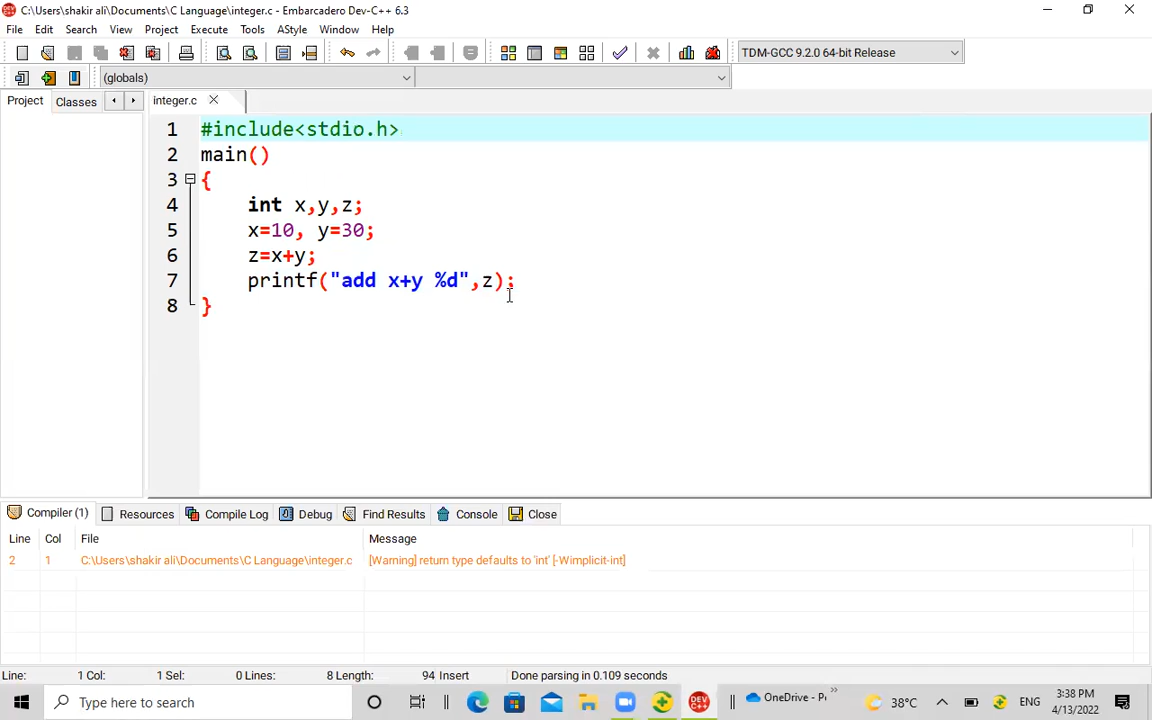 C:\Users\shakir ali\Documents\C Language\integer.c - Embarcadero Dev-C++ 6.3
File Edit Search View Project Execute Tools AStyle Window Help
TDM-GCC 9.2.0 64-bit Release
(globals)
Project Classes integer.c
1 #include<stdio.h>
2 main()
3 {
4 int x,y,z;
5 x=10, y=30;
6 z=x+y;
7 printf("add x+y %d",z);
8 }
Compiler (1) Resources Compile Log Debug Find Results Console Close
Line Col File Message
2 1 C:\Users\shakir ali\Documents\C Language\integer.c [Warning] return type defaults to 'int' [-Wimplicit-int]
Line: 1 Col: 1 Sel: 0 Lines: 8 Length: 94 Insert Done parsing in 0.109 seconds
Type here to search DEV C++ OneDrive - P 38°C ENG 3:38 PM
4/13/2022